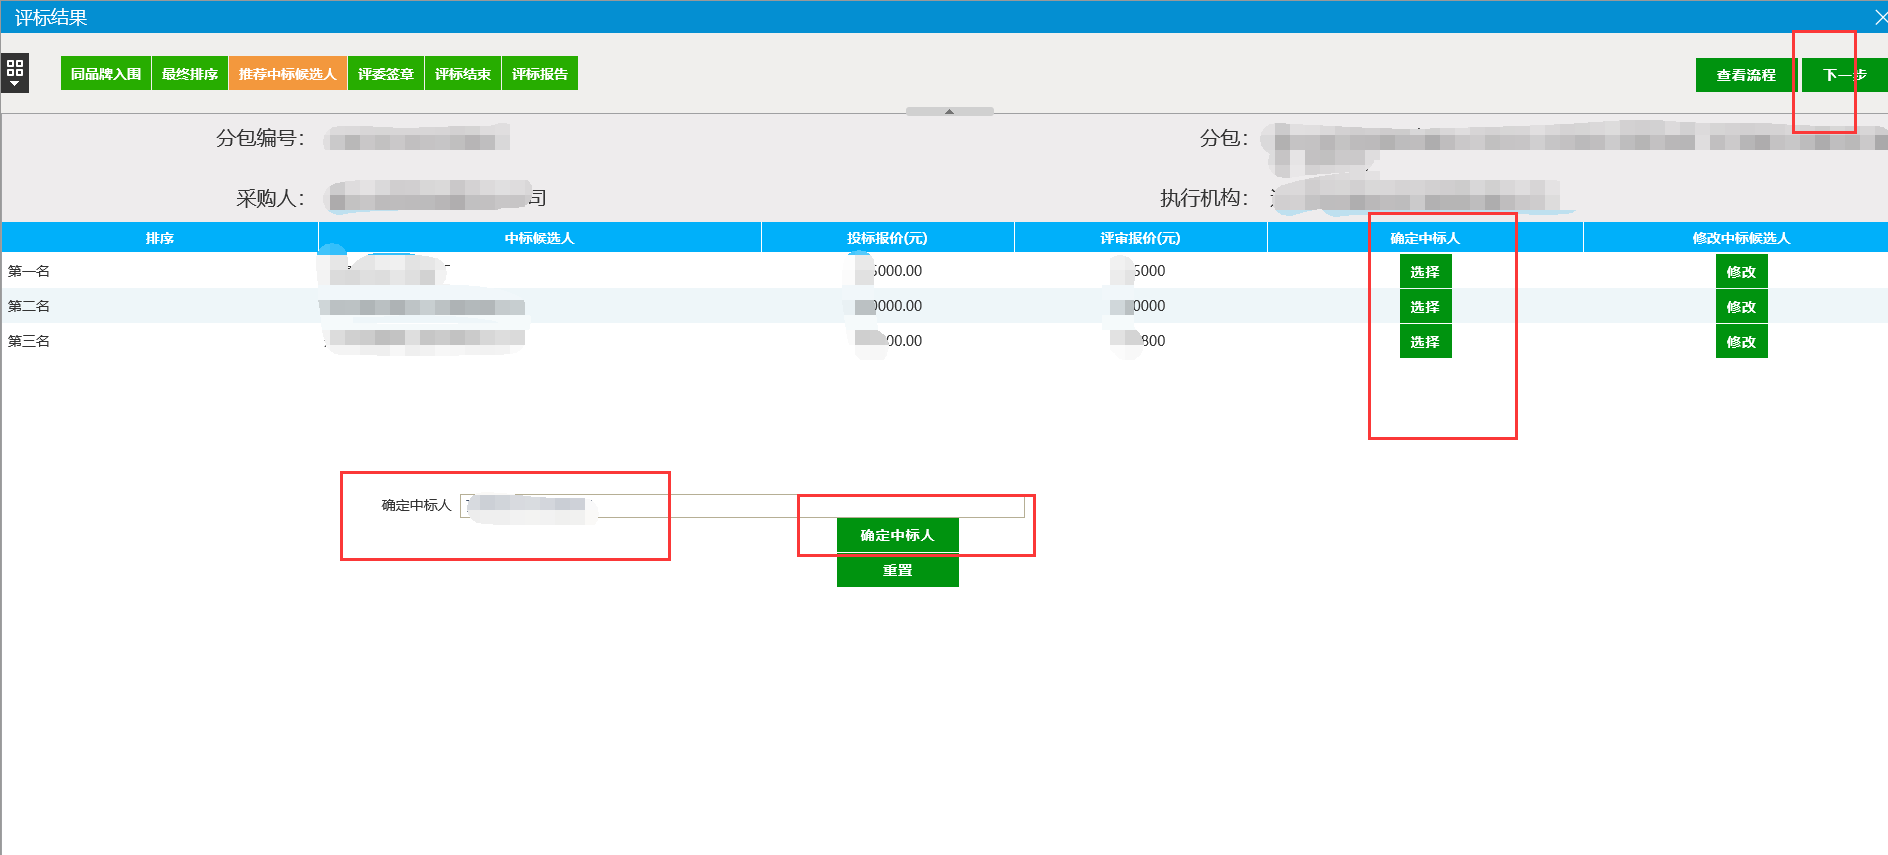 评标结果
同品牌入围 最终排序 推荐中标候选人 评委签章 评标结束 评标报告 查看流程 下一步
分包编号： 分包：
采购人： 司 执行机构：
排序 中标候选人 投标报价(元) 评审报价(元) 确定中标人 修改中标候选人
第一名 5000.00 5000 选择 修改
第二名 0000.00 0000 选择 修改
第三名 00.00 800 选择 修改
确定中标人
确定中标人
重置